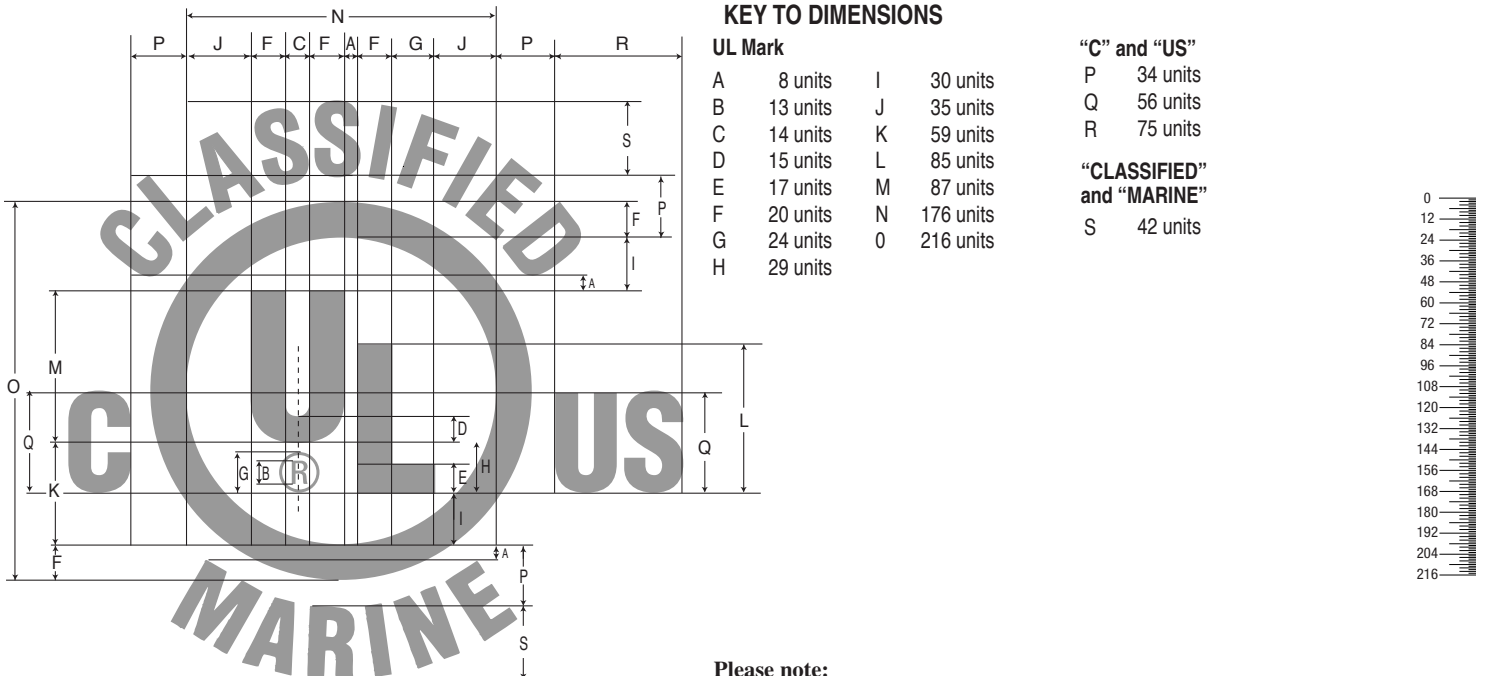 N
P J F C F A F G J P R
S
P
F
I
A
CLASSIFIED
M
O
Q
K
F
UL
C
US
D
H
G B ® E
L
Q
I
A
P
S
MARINE
KEY TO DIMENSIONS
UL Mark
A 8 units I 30 units
B 13 units J 35 units
C 14 units K 59 units
D 15 units L 85 units
E 17 units M 87 units
F 20 units N 176 units
G 24 units 0 216 units
H 29 units
“C” and “US”
P 34 units
Q 56 units
R 75 units
“CLASSIFIED”
and “MARINE”
S 42 units
0
12
24
36
48
60
72
84
96
108
120
132
144
156
168
180
192
204
216
Please note: